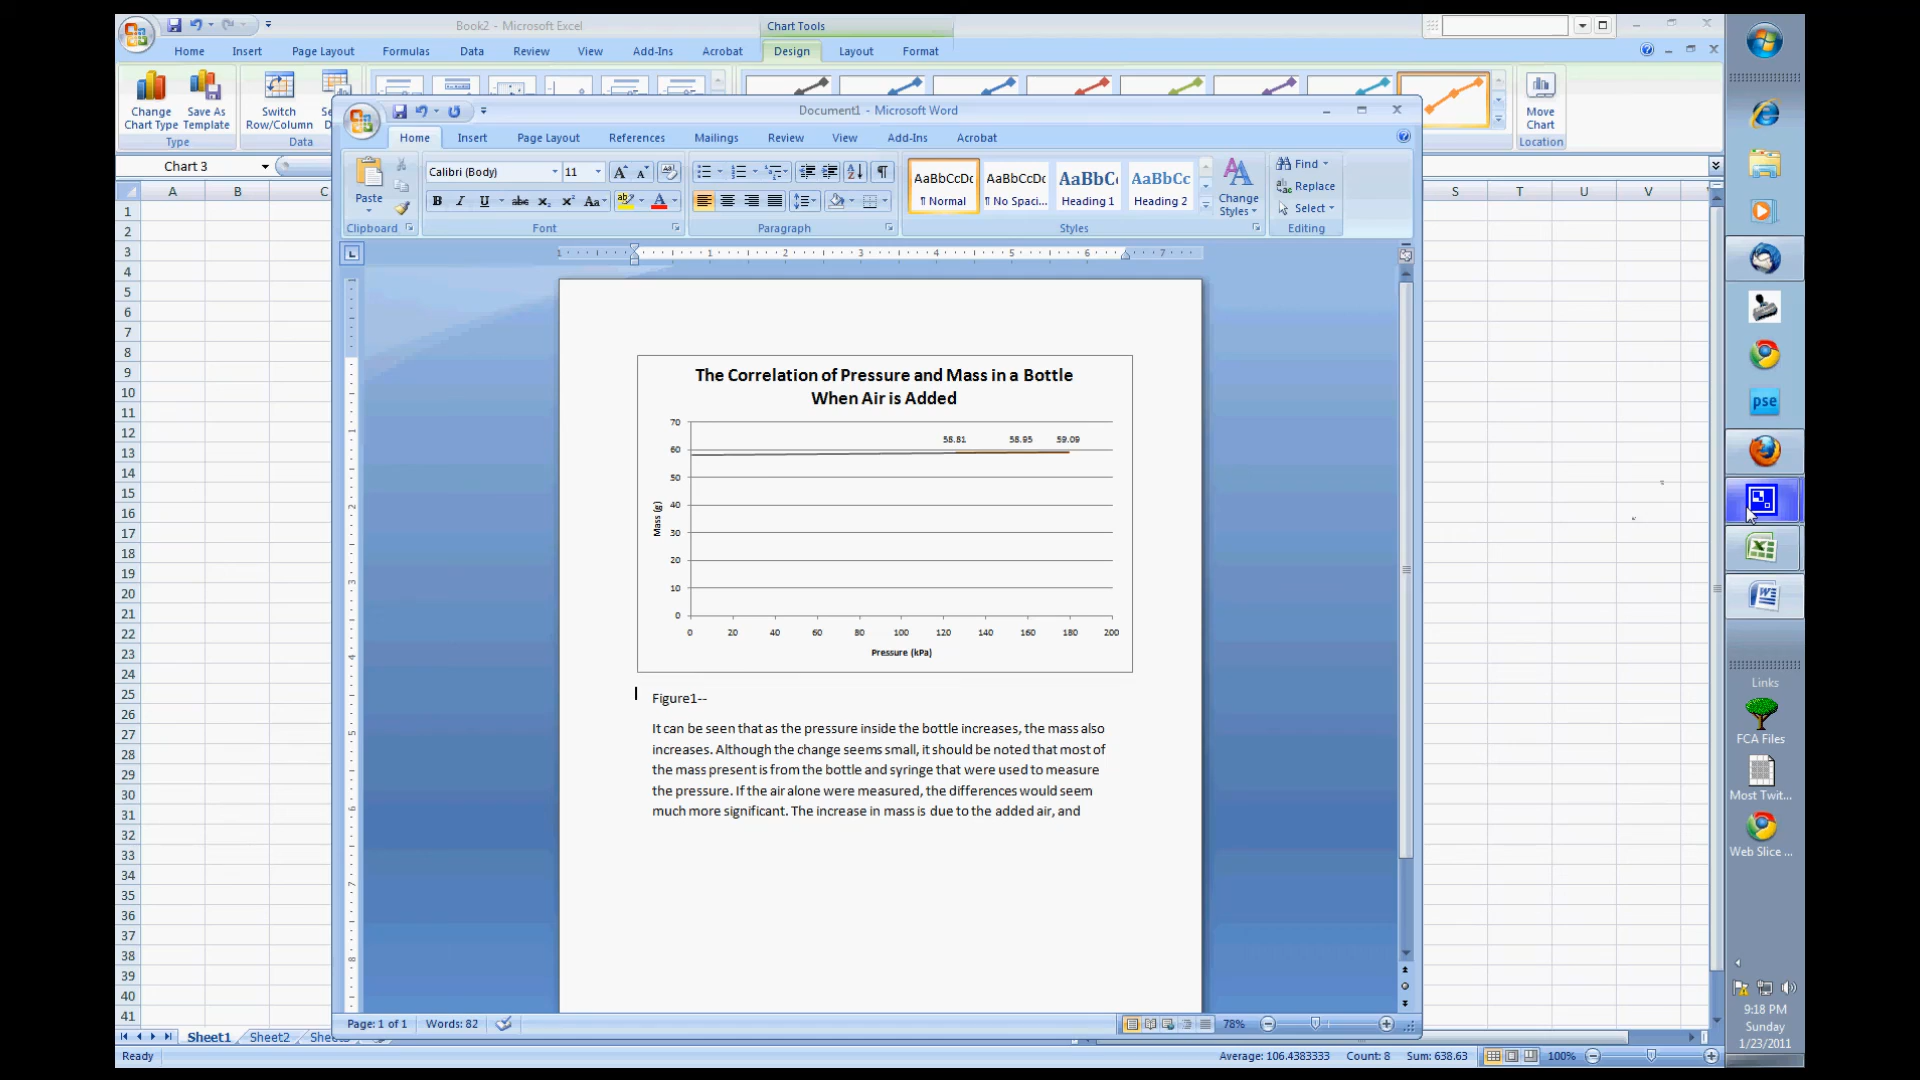 Book2 - Microsoft Excel
Chart Tools
Home Insert Page Layout Formulas Data Review View Add-Ins Acrobat Design Layout Format
Change Chart Type
Save As Template
Switch Row/Column
Type
Data
Move Chart
Location
Chart 3
A B C S T U V
1
2
3
4
5
6
7
8
9
10
11
12
13
14
15
16
17
18
19
20
21
22
23
24
25
26
27
28
29
30
31
32
33
34
35
36
37
38
39
40
41
Document1 - Microsoft Word
Home Insert Page Layout References Mailings Review View Add-Ins Acrobat
Paste
Clipboard
Calibri (Body) 11
Font
Paragraph
AaBbCcDc AaBbCcDc AaBbC AaBbCc
¶ Normal ¶ No Spaci... Heading 1 Heading 2
Change Styles
Styles
Find
Replace
Select
Editing
The Correlation of Pressure and Mass in a Bottle
When Air is Added
70
60
50
40
30
20
10
0
58.81 58.95 59.09
Mass (g)
0 20 40 60 80 100 120 140 160 180 200
Pressure (kPa)
Figure1--
It can be seen that as the pressure inside the bottle increases, the mass also
increases. Although the change seems small, it should be noted that most of
the mass present is from the bottle and syringe that were used to measure
the pressure. If the air alone were measured, the differences would seem
much more significant. The increase in mass is due to the added air, and
Page: 1 of 1 Words: 82
78%
Sheet1 Sheet2
Ready
Average: 106.4383333 Count: 8 Sum: 638.63
100%
pse
Links
FCA Files
Most Twit...
Web Slice ...
9:18 PM
Sunday
1/23/2011